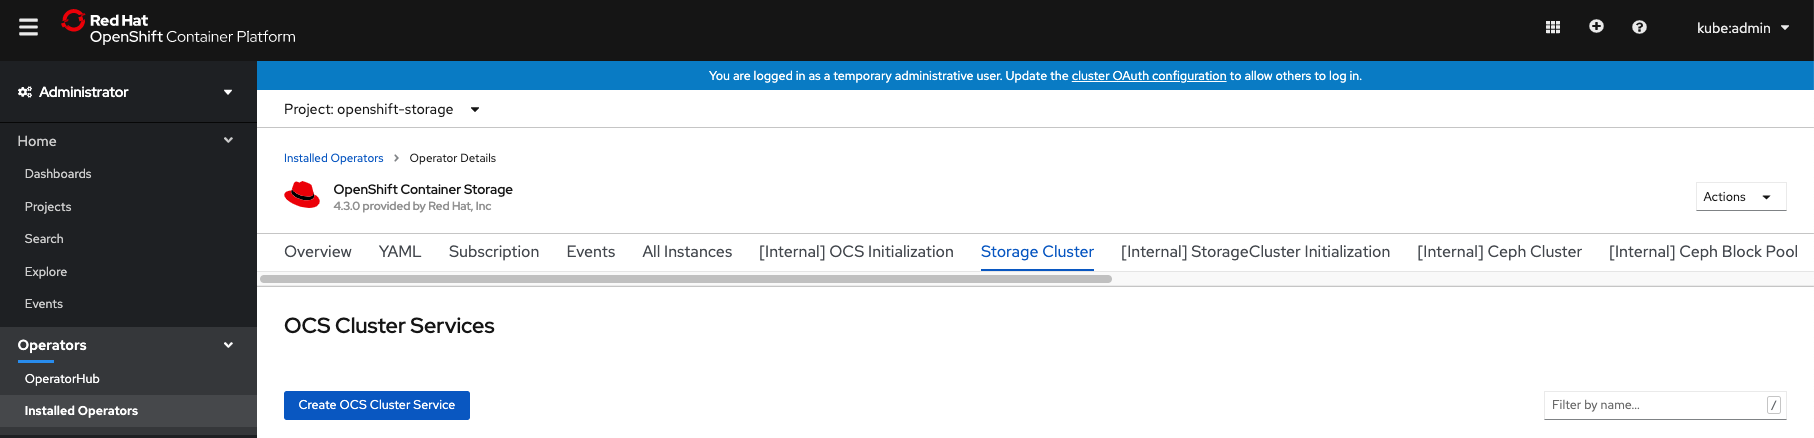 Red Hat
OpenShift Container Platform
kube:admin
Administrator
Home
Dashboards
Projects
Search
Explore
Events
Operators
OperatorHub
Installed Operators
You are logged in as a temporary administrative user. Update the cluster OAuth configuration to allow others to log in.
Project: openshift-storage
Installed Operators > Operator Details
OpenShift Container Storage
4.3.0 provided by Red Hat, Inc
Actions
Overview YAML Subscription Events All Instances [Internal] OCS Initialization Storage Cluster [Internal] StorageCluster Initialization [Internal] Ceph Cluster [Internal] Ceph Block Pool
OCS Cluster Services
Create OCS Cluster Service
Filter by name... /